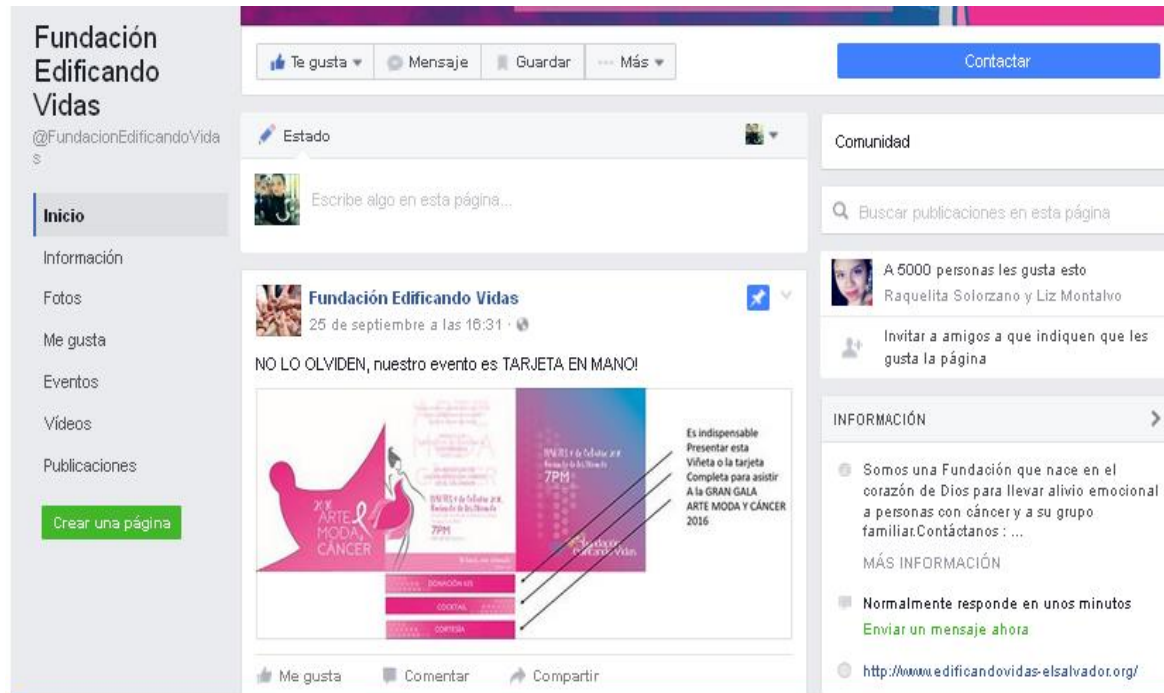 Fundación
Edificando
Vidas
@FundacionEdificandoVida
s
Inicio
Información
Fotos
Me gusta
Eventos
Vídeos
Publicaciones
Crear una página
Te gusta
Mensaje
Guardar
Más
Estado
Escribe algo en esta página...
Fundación Edificando Vidas
25 de septiembre a las 16:31
NO LO OLVIDEN, nuestro evento es TARJETA EN MANO!
XX
ARTE
MODA,
CÁNCER
7PM
7PM
Fundación
Edificando Vidas
COCKTAIL
CORTESÍA
Es indispensable
Presentar esta
Viñeta o la tarjeta
Completa para asistir
A la GRAN GALA
ARTE MODA Y CÁNCER
2016
Me gusta
Comentar
Compartir
Contactar
Comunidad
Buscar publicaciones en esta página
A 5000 personas les gusta esto
Raquelita Solorzano y Liz Montalvo
Invitar a amigos a que indiquen que les
gusta la página
INFORMACIÓN
Somos una Fundación que nace en el
corazón de Dios para llevar alivio emocional
a personas con cáncer y a su grupo
familiar.Contáctanos : ...
MÁS INFORMACIÓN
Normalmente responde en unos minutos
Enviar un mensaje ahora
http://www.edificandovidas-elsalvador.org/